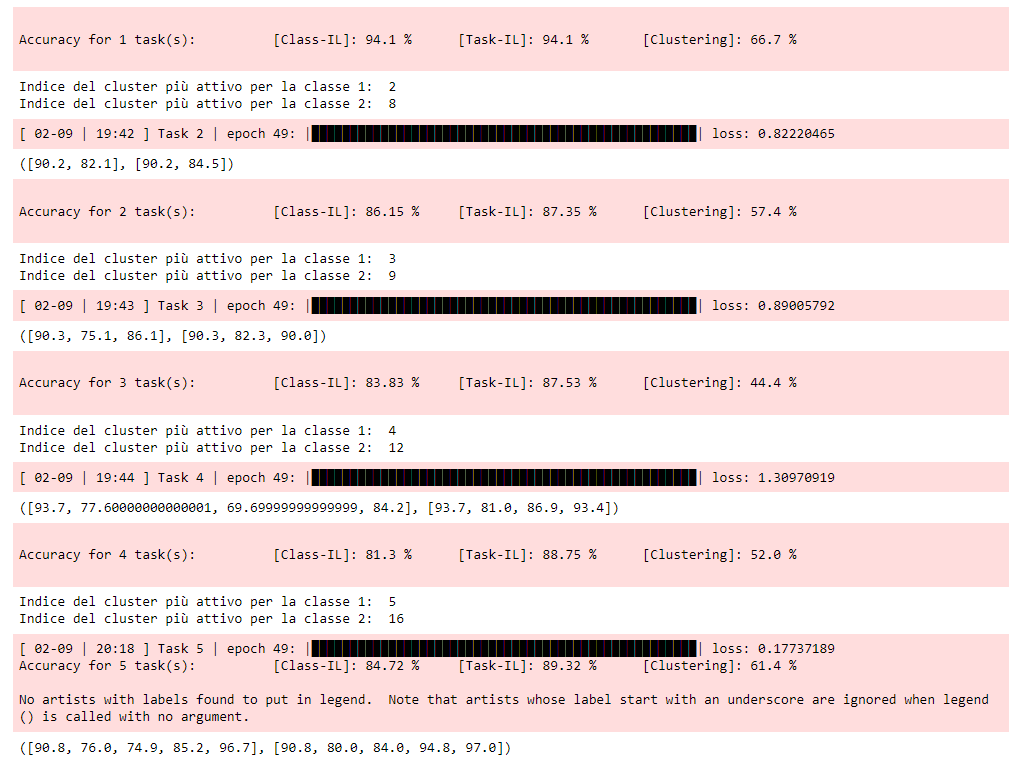 Accuracy for 1 task(s):          [Class-IL]: 94.1 %      [Task-IL]: 94.1 %       [Clustering]: 66.7 %
Indice del cluster più attivo per la classe 1:  2
Indice del cluster più attivo per la classe 2:  8
[ 02-09 | 19:42 ] Task 2 | epoch 49: || loss: 0.82220465
([90.2, 82.1], [90.2, 84.5])
Accuracy for 2 task(s):          [Class-IL]: 86.15 %     [Task-IL]: 87.35 %      [Clustering]: 57.4 %
Indice del cluster più attivo per la classe 1:  3
Indice del cluster più attivo per la classe 2:  9
[ 02-09 | 19:43 ] Task 3 | epoch 49: || loss: 0.89005792
([90.3, 75.1, 86.1], [90.3, 82.3, 90.0])
Accuracy for 3 task(s):          [Class-IL]: 83.83 %     [Task-IL]: 87.53 %      [Clustering]: 44.4 %
Indice del cluster più attivo per la classe 1:  4
Indice del cluster più attivo per la classe 2:  12
[ 02-09 | 19:44 ] Task 4 | epoch 49: || loss: 1.30970919
([93.7, 77.60000000000001, 69.69999999999999, 84.2], [93.7, 81.0, 86.9, 93.4])
Accuracy for 4 task(s):          [Class-IL]: 81.3 %      [Task-IL]: 88.75 %      [Clustering]: 52.0 %
Indice del cluster più attivo per la classe 1:  5
Indice del cluster più attivo per la classe 2:  16
[ 02-09 | 20:18 ] Task 5 | epoch 49: || loss: 0.17737189
Accuracy for 5 task(s):          [Class-IL]: 84.72 %     [Task-IL]: 89.32 %      [Clustering]: 61.4 %
No artists with labels found to put in legend.  Note that artists whose label start with an underscore are ignored when legend
() is called with no argument.
([90.8, 76.0, 74.9, 85.2, 96.7], [90.8, 80.0, 84.0, 94.8, 97.0])